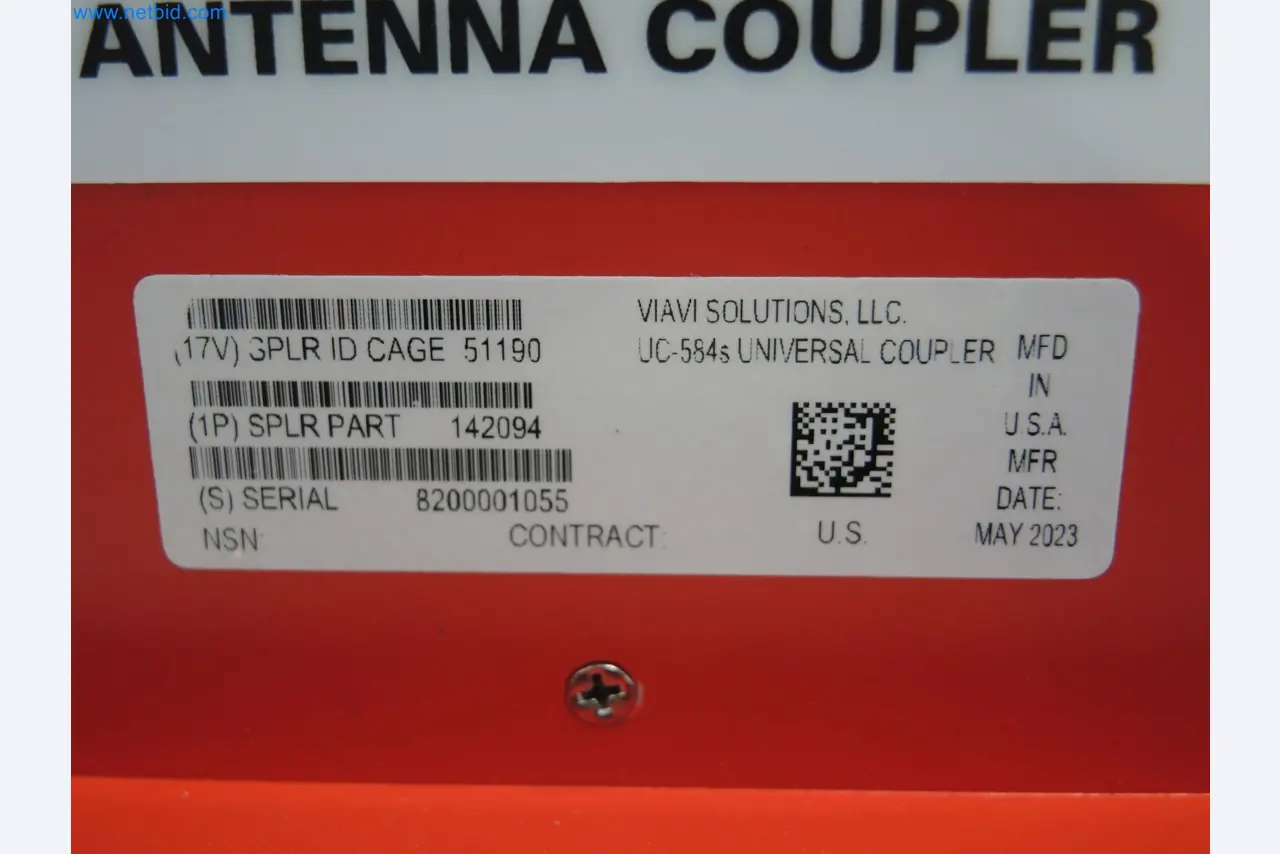 www.netbid.com
ANTENNA COUPLER
(17V) SPLR ID CAGE 51190
(1P) SPLR PART 142094
(S) SERIAL 8200001055
NSN:
CONTRACT:
VIAVI SOLUTIONS, LLC.
UC-584s UNIVERSAL COUPLER
U.S.
MFD
IN
U.S.A.
MFR
DATE:
MAY 2023